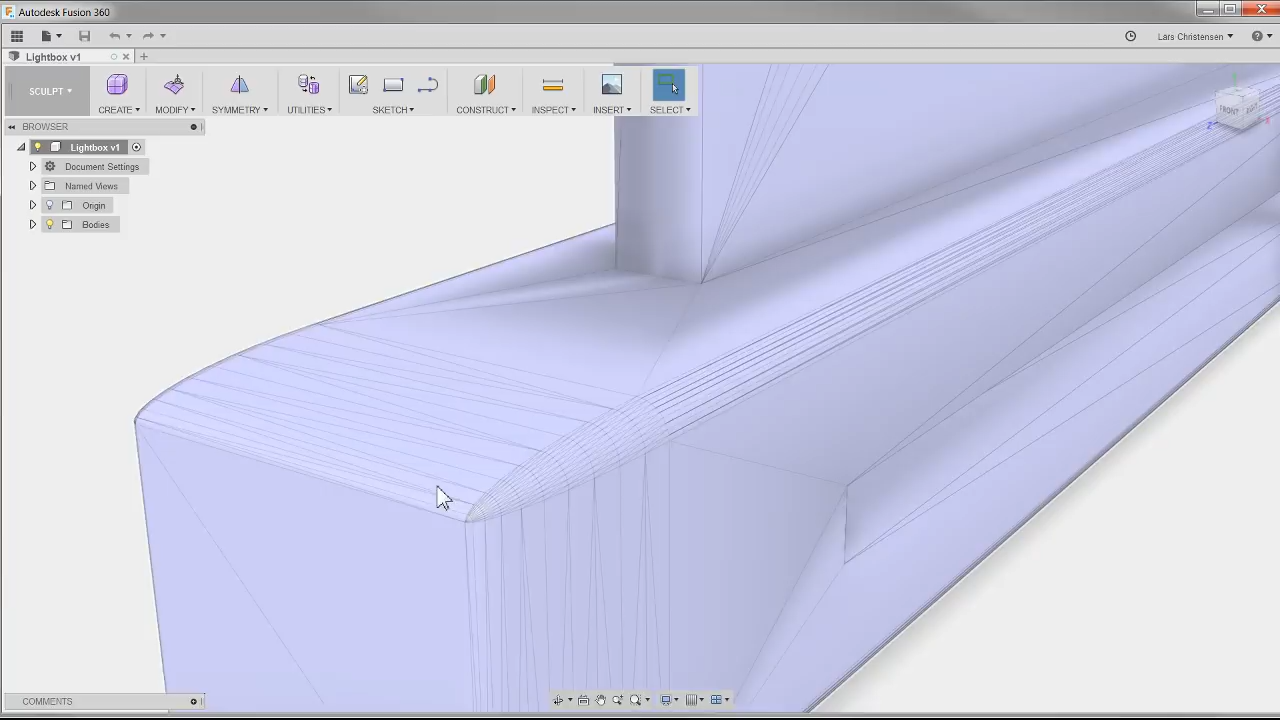 Autodesk Fusion 360
Lars Christensen
Lightbox v1
SCULPT
CREATE
MODIFY
SYMMETRY
UTILITIES
SKETCH
CONSTRUCT
INSPECT
INSERT
SELECT
BROWSER
Lightbox v1
Document Settings
Named Views
Origin
Bodies
FRONT
Z
COMMENTS